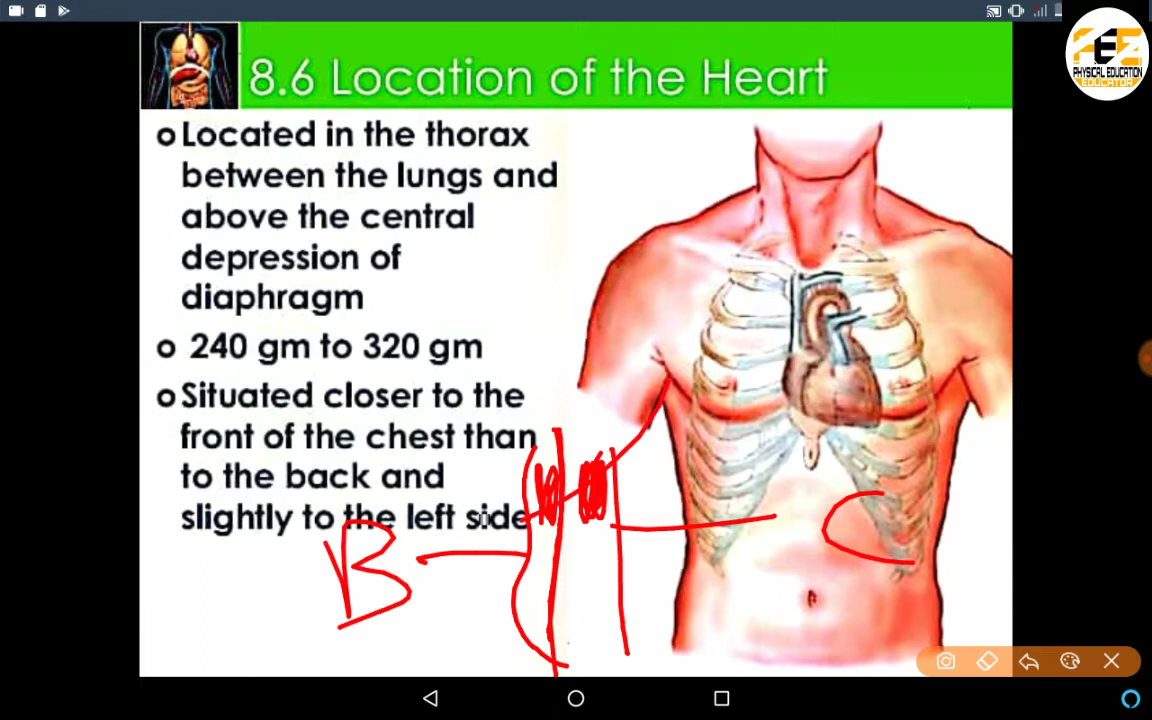 8.6 Location of the Heart
PEZ
PHYSICAL EDUCATION
EDUCATOR
o Located in the thorax
between the lungs and
above the central
depression of
diaphragm
o 240 gm to 320 gm
o Situated closer to the
front of the chest than
to the back and
slightly to the left side
B
C